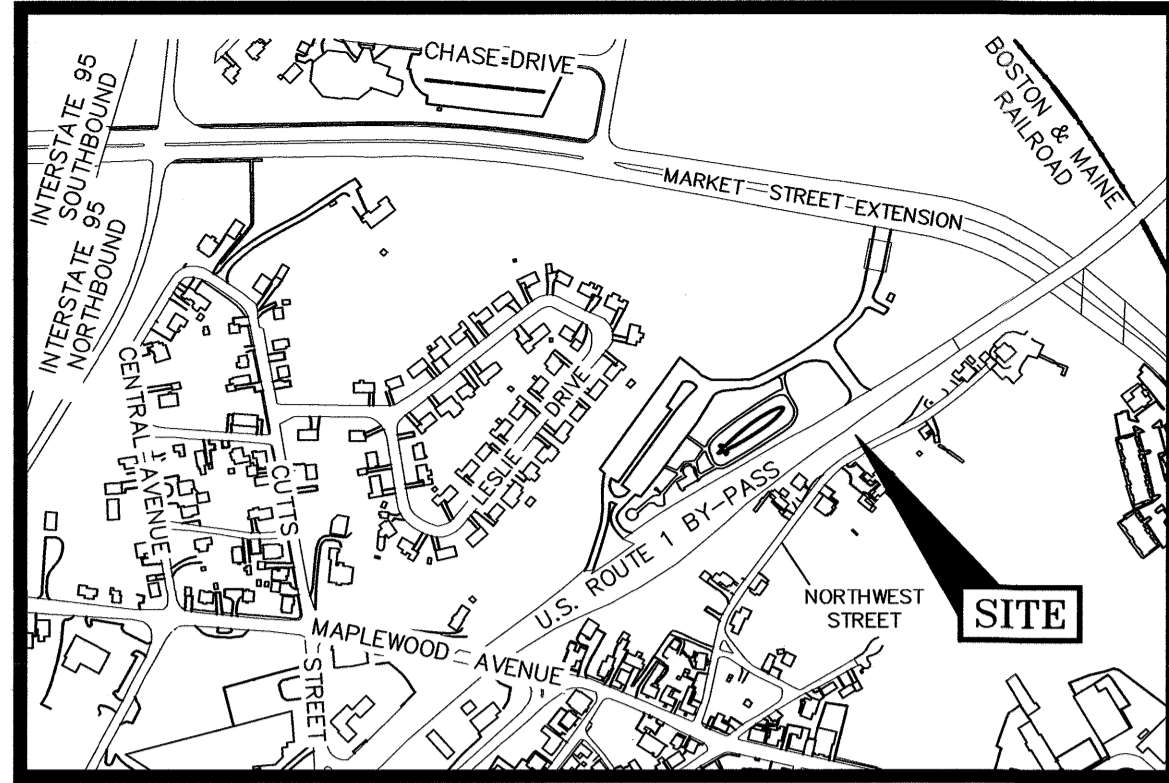 CHASE DRIVE
INTERSTATE 95
SOUTHBOUND
INTERSTATE 95
NORTHBOUND
BOSTON & MAINE
RAILROAD
MARKET STREET EXTENSION
CENTRAL AVENUE
CUTTS
STREET
LESLIE DRIVE
U.S. ROUTE 1 BY-PASS
NORTHWEST
STREET
SITE
MAPLEWOOD AVENUE